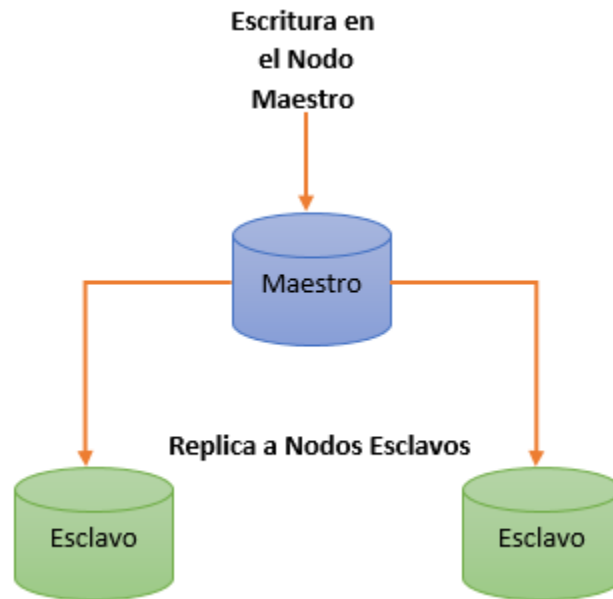 Escritura en
el Nodo
Maestro
Maestro
Replica a Nodos Esclavos
Esclavo
Esclavo